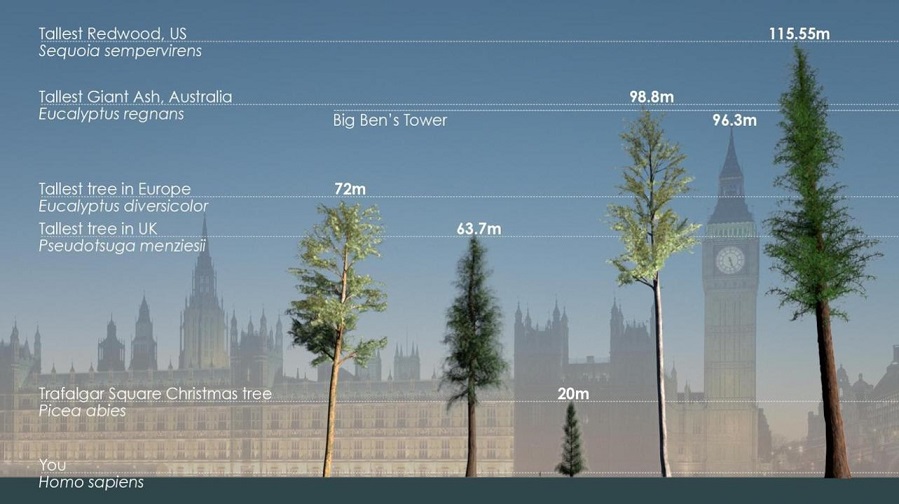 Tallest Redwood, US
Sequoia sempervirens
115.55m
Tallest Giant Ash, Australia
Eucalyptus regnans
98.8m
Big Ben's Tower
96.3m
Tallest tree in Europe
Eucalyptus diversicolor
72m
Tallest tree in UK
Pseudotsuga menziesii
63.7m
Trafalgar Square Christmas tree
Picea abies
20m
You
Homo sapiens